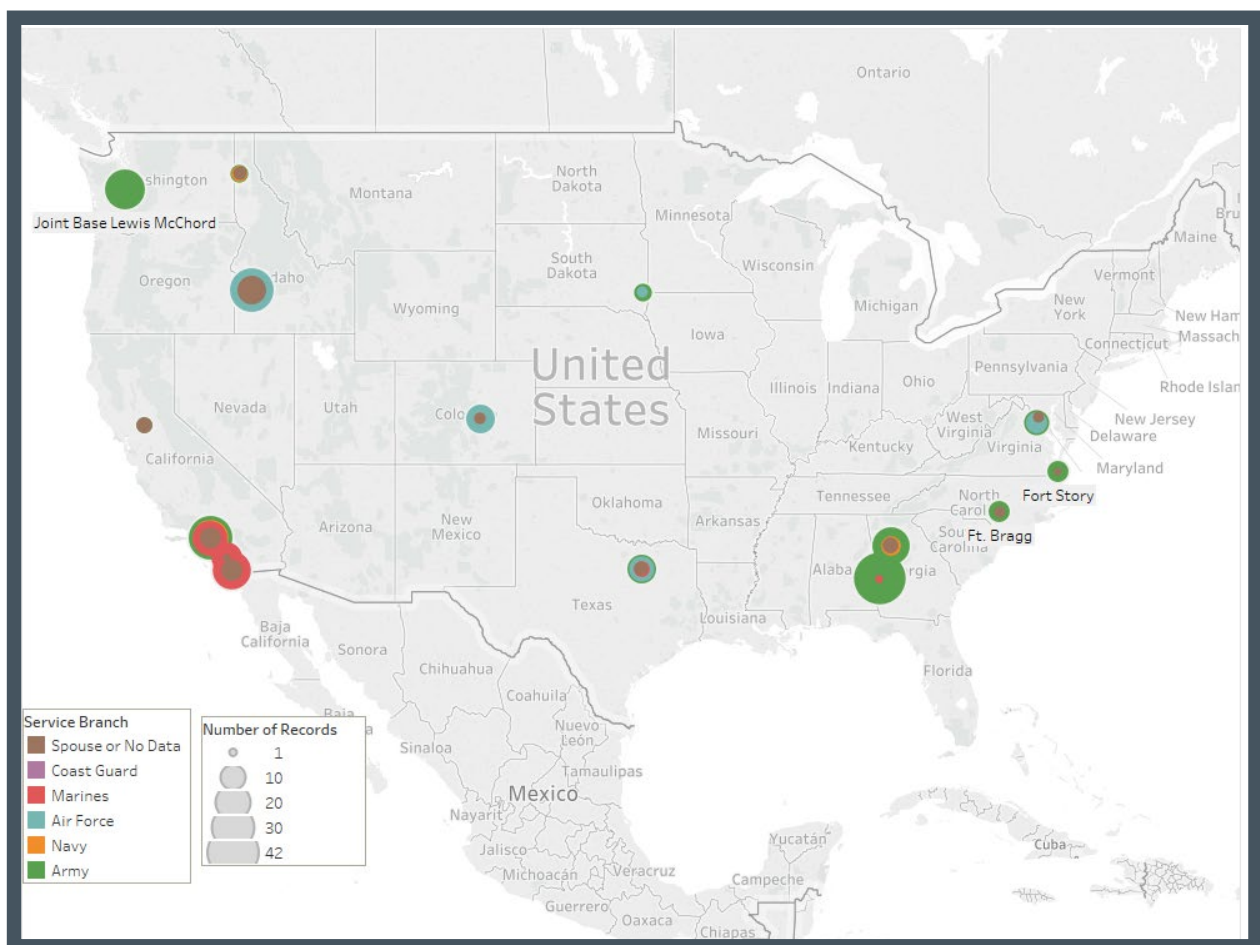 Ontario
North
Dakota
Montana
Minnesota
shington
Joint Base Lewis McChord
Oregon
daho
South
Dakota
Wisconsin
Michigan
Maine
Bru
Vermont
New
York
New Ham
Massach
Connecticut
Rhode Islan
Wyoming
Iowa
Pennsylvania
United
States
Nevada
Utah
Colo
Illinois
Indiana
Ohio
New Jersey
Delaware
Maryland
West
Virginia
Virginia
Missouri
Kentucky
California
Fort Story
Tennessee
North
Carol
Ft. Bragg
Sou
Carolina
Arizona
New
Mexico
Oklahoma
Arkansas
Alaba
rgia
Texas
Louisiana
Florida
Baja
California
Sonora
Chihuahua
Coahuila
Nuevo
León
Tamaulipas
Baja
a
Sinaloa
Mexico
Nayarit
Jalisco
Michoacán
Veracruz
Guerrero
Oaxaca
Chiapas
Yucatán
Campeche
Cuba
Service Branch
Spouse or No Data
Coast Guard
Marines
Air Force
Navy
Army
Number of Records
1
10
20
30
42